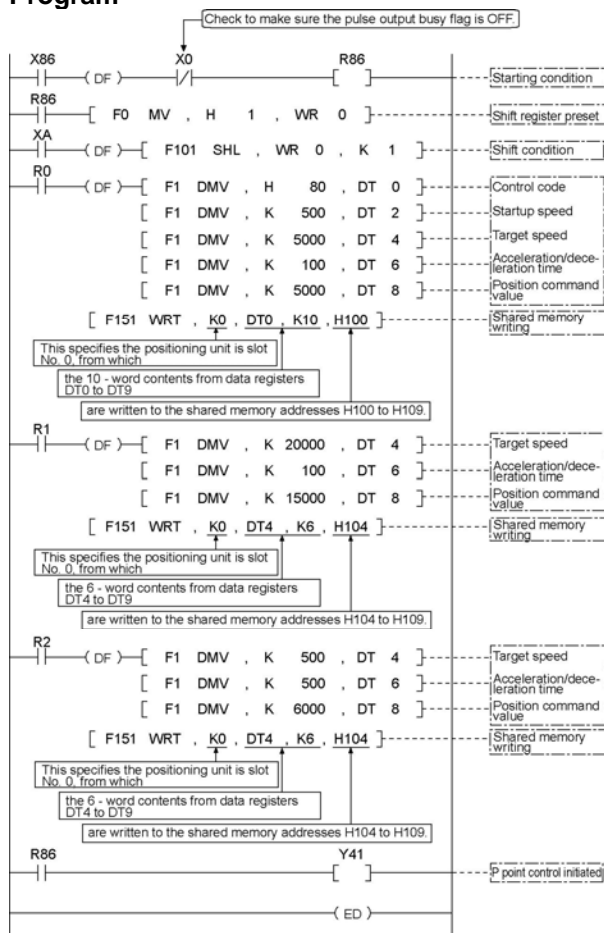 Program
Check to make sure the pulse output busy flag is OFF.
X86 X0 R86
( DF ) [ ] Starting condition
R86
[ F0 MV , H 1 , WR 0 ] Shift register preset
XA
( DF ) [ F101 SHL , WR 0 , K 1 ] Shift condition
R0
( DF ) [ F1 DMV , H 80 , DT 0 ] Control code
[ F1 DMV , K 500 , DT 2 ] Startup speed
[ F1 DMV , K 5000 , DT 4 ] Target speed
[ F1 DMV , K 100 , DT 6 ] Acceleration/dece-
leration time
[ F1 DMV , K 5000 , DT 8 ] Position command
value
[ F151 WRT , K0 , DT0 , K10 , H100 ] Shared memory
writing
This specifies the positioning unit is slot
No. 0, from which
the 10 - word contents from data registers
DT0 to DT9
are written to the shared memory addresses H100 to H109.
R1
( DF ) [ F1 DMV , K 20000 , DT 4 ] Target speed
[ F1 DMV , K 100 , DT 6 ] Acceleration/dece-
leration time
[ F1 DMV , K 15000 , DT 8 ] Position command
value
[ F151 WRT , K0 , DT4 , K6 , H104 ] Shared memory
writing
This specifies the positioning unit is slot
No. 0, from which
the 6 - word contents from data registers
DT4 to DT9
are written to the shared memory addresses H104 to H109.
R2
( DF ) [ F1 DMV , K 500 , DT 4 ] Target speed
[ F1 DMV , K 500 , DT 6 ] Acceleration/dece-
leration time
[ F1 DMV , K 6000 , DT 8 ] Position command
value
[ F151 WRT , K0 , DT4 , K6 , H104 ] Shared memory
writing
This specifies the positioning unit is slot
No. 0, from which
the 6 - word contents from data registers
DT4 to DT9
are written to the shared memory addresses H104 to H109.
R86 Y41
[ ] P point control initiated
( ED )